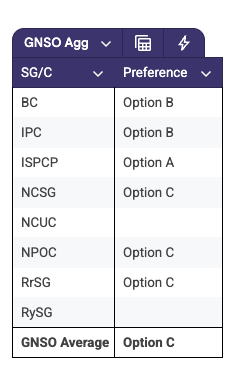 GNSO Agg
SG/C Preference
BC Option B
IPC Option B
ISPCP Option A
NCSG Option C
NCUC
NPOC Option C
RrSG Option C
RySG
GNSO Average Option C